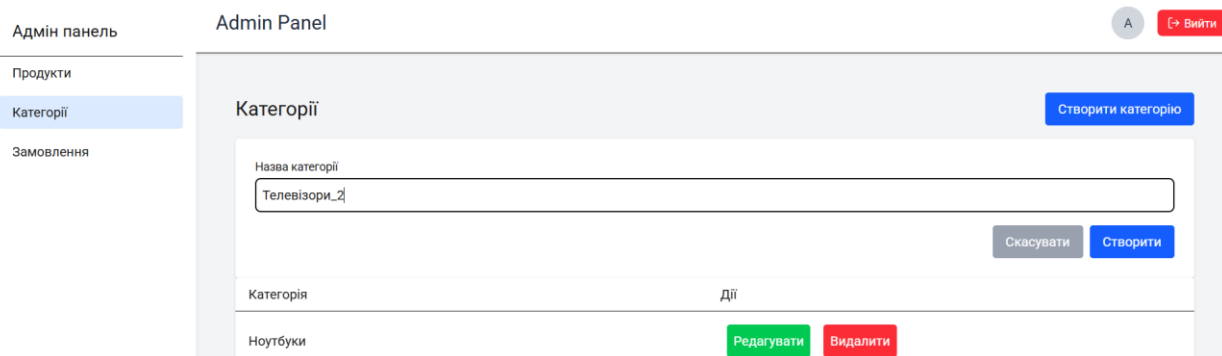 Адмін панель
Продукти
Категорії
Замовлення
Admin Panel
A
Вийти
Категорії
Створити категорію
Назва категорії
Телевізори_2
Скасувати
Створити
Категорія
Дії
Ноутбуки
Редагувати
Видалити